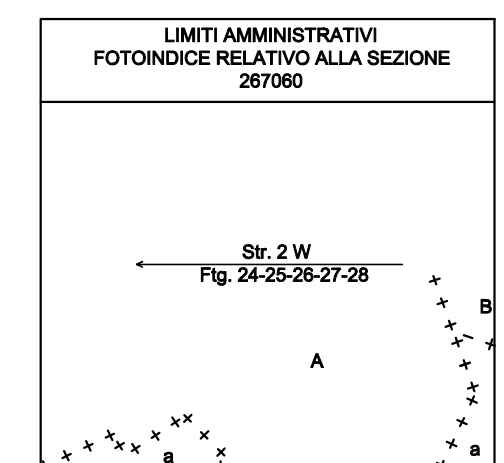 LIMITI AMMINISTRATIVI
FOTOINDICE RELATIVO ALLA SEZIONE
267060
Str. 2 W
Ftg. 24-25-26-27-28
B
A
a
a